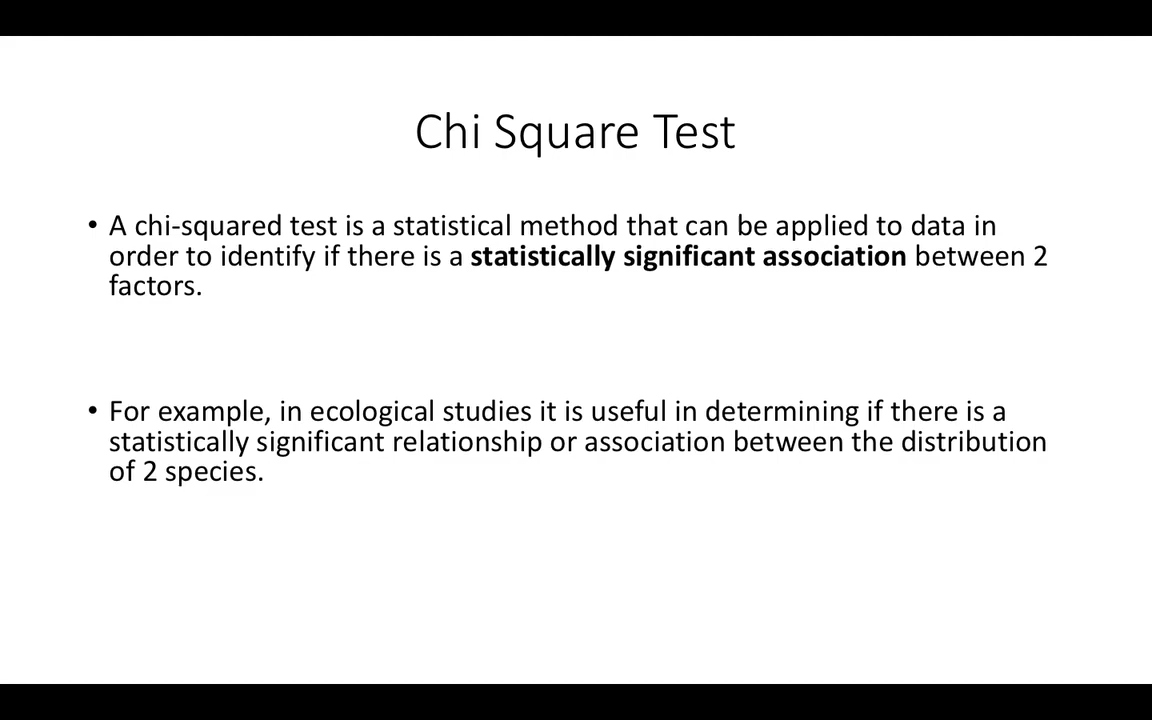 Chi Square Test
• A chi-squared test is a statistical method that can be applied to data in
order to identify if there is a statistically significant association between 2
factors.
• For example, in ecological studies it is useful in determining if there is a
statistically significant relationship or association between the distribution
of 2 species.